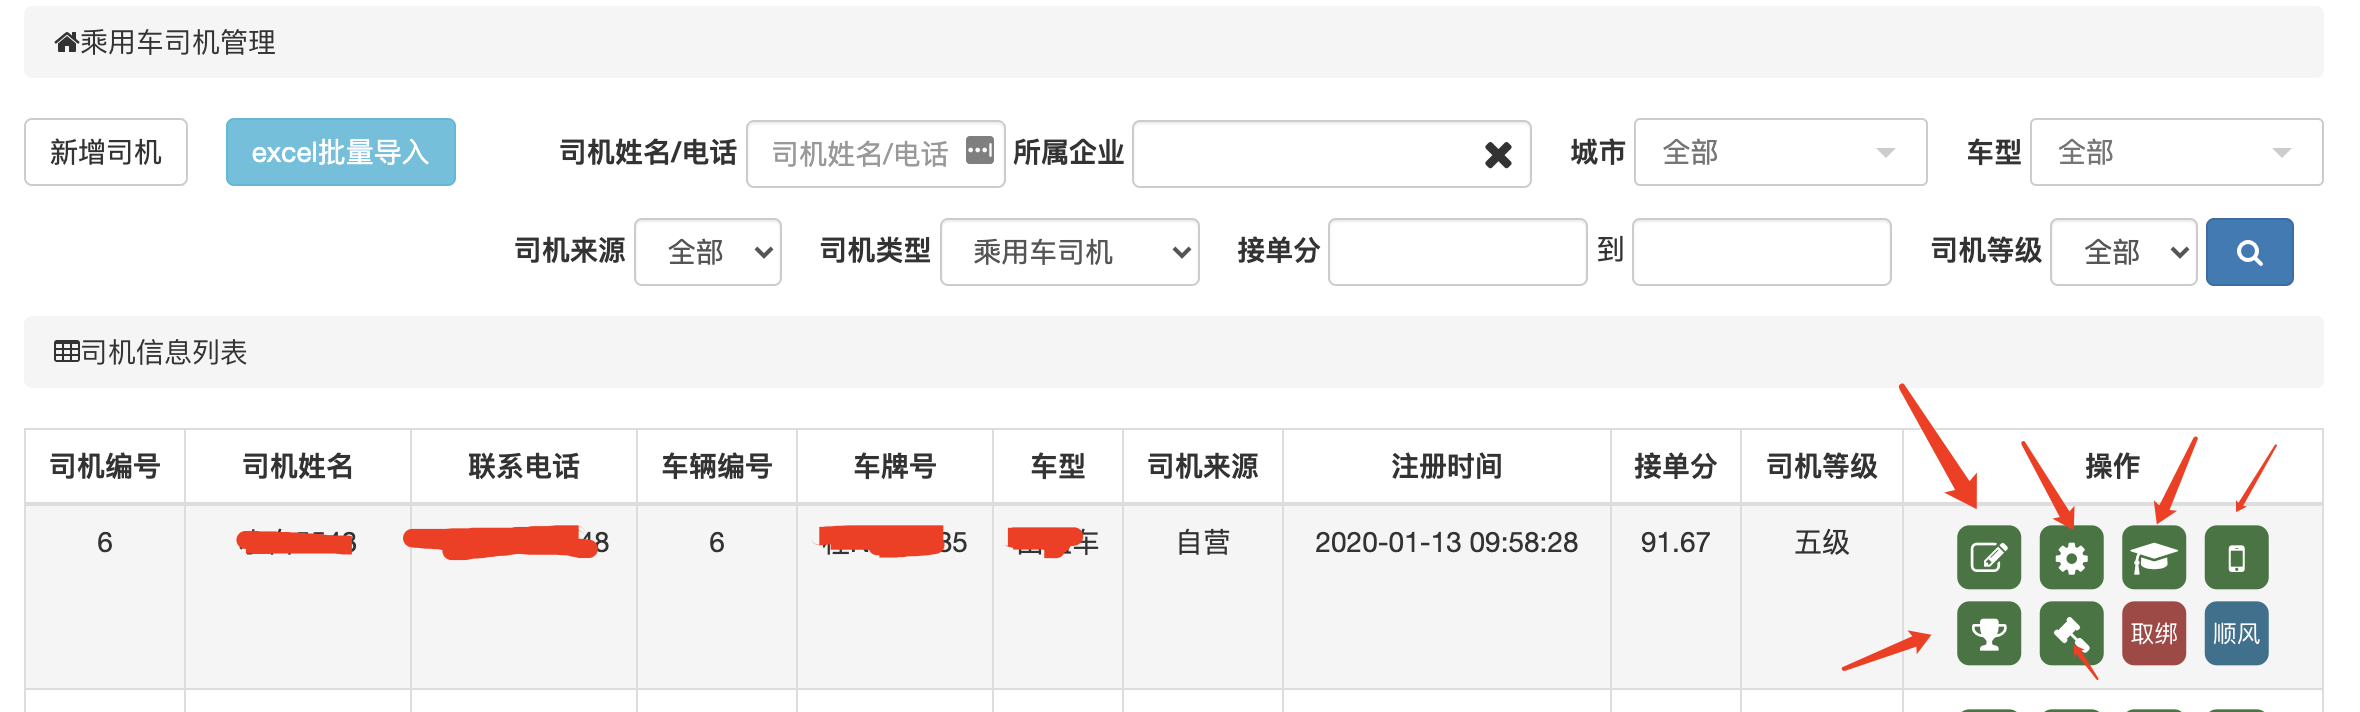 乘用车司机管理
新增司机 excel批量导入 司机姓名/电话 司机姓名/电话 所属企业 城市 全部 车型 全部
司机来源 全部 司机类型 乘用车司机 接单分 到 司机等级 全部
司机信息列表
司机编号 司机姓名 联系电话 车辆编号 车牌号 车型 司机来源 注册时间 接单分 司机等级 操作
6 48 6 35 车 自营 2020-01-13 09:58:28 91.67 五级
取绑 顺风